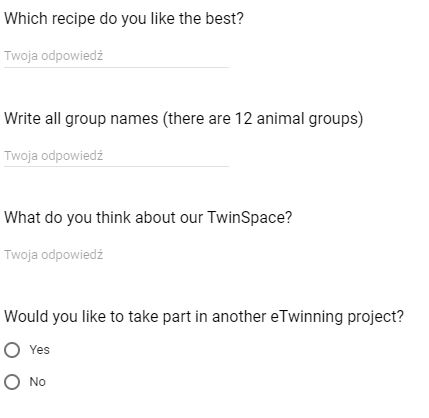 Which recipe do you like the best?
Twoja odpowiedź
Write all group names (there are 12 animal groups)
Twoja odpowiedź
What do you think about our TwinSpace?
Twoja odpowiedź
Would you like to take part in another eTwinning project?
Yes
No